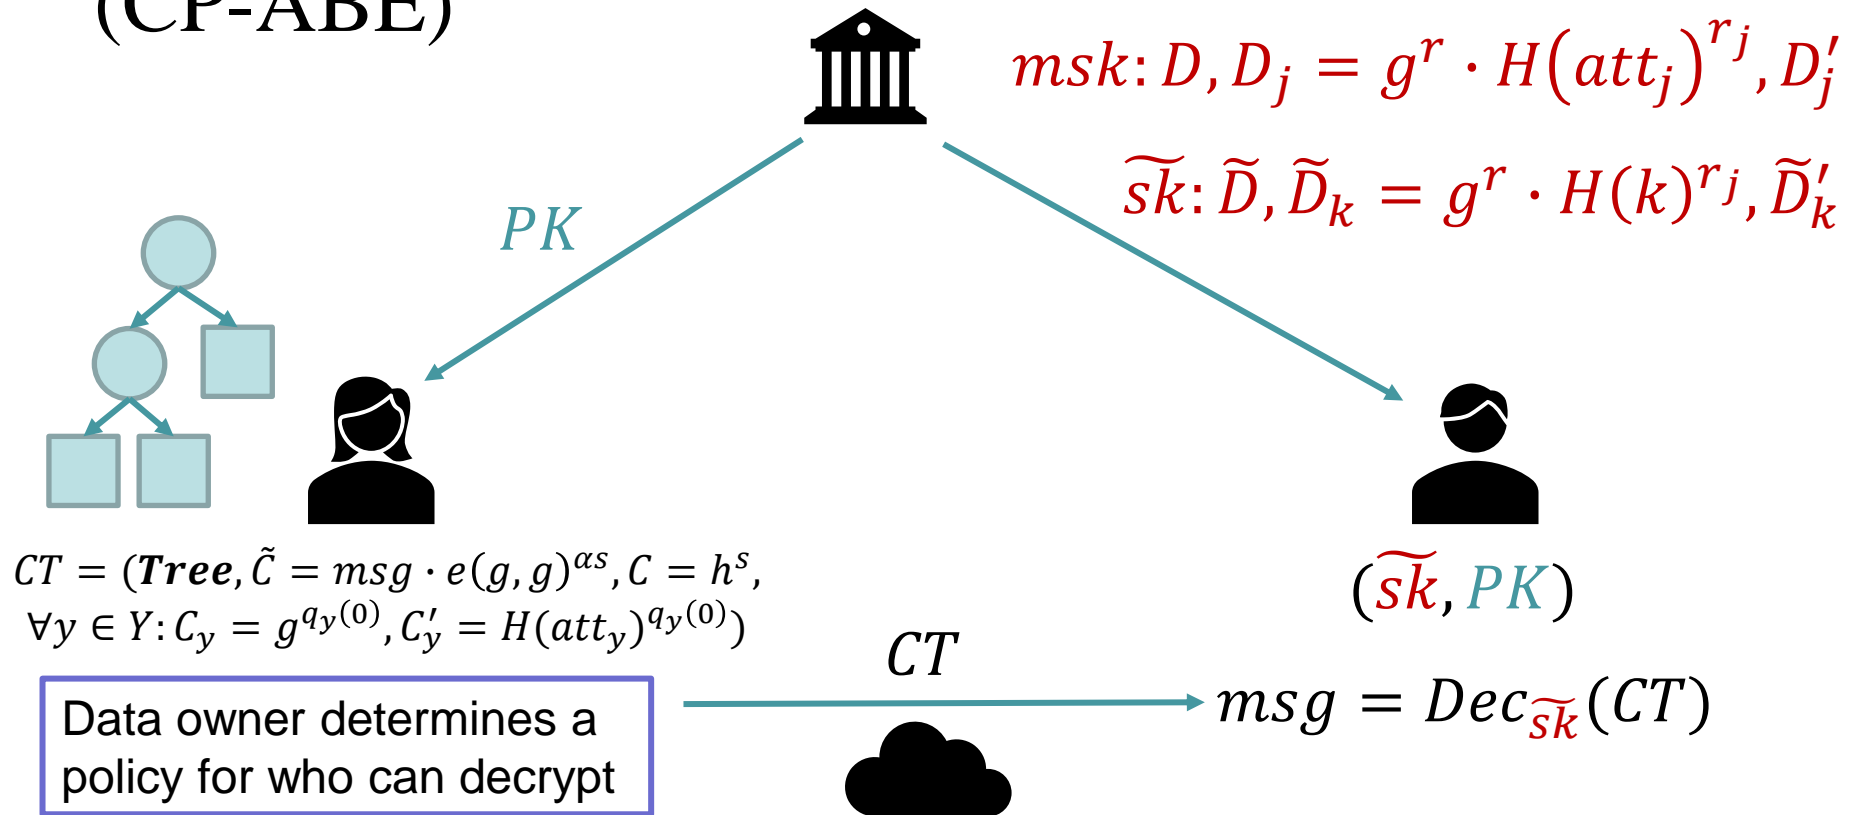 (CP-ABE)
msk: D, D_j = g^r · H(att_j)^{r_j}, D′_j
s͠k: D̃, D̃_k = g^r · H(k)^{r_j}, D̃′_k
PK
CT = (Tree, C̃ = msg · e(g, g)^{αs}, C = h^s,
∀y ∈ Y: C_y = g^{q_y(0)}, C′_y = H(att_y)^{q_y(0)})
(s͠k, PK)
CT
Data owner determines a
policy for who can decrypt
msg = Dec_{s͠k}(CT)